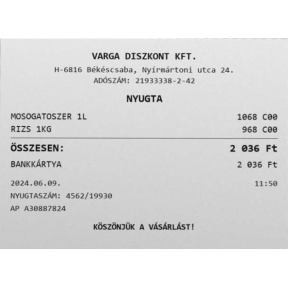 VARGA DISZKONT KFT.
H-6816 Békéscsaba, Nyírmártoni utca 24.
ADÓSZÁM: 21933338-2-42
NYUGTA
MOSOGATOSZER 1L 1068 C00
RIZS 1KG 968 C00
ÖSSZESEN: 2 036 Ft
BANKKÁRTYA 2 036 Ft
2024.06.09. 11:50
NYUGTASZÁM: 4562/19930
AP A30887824
KÖSZÖNJÜK A VÁSÁRLÁST!